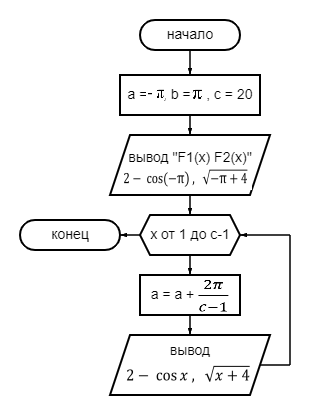 начало
a =- π, b = π , c = 20
вывод "F1(x) F2(x)"
2 − cos(−π) , √(−π + 4)
конец
x от 1 до c-1
a = a + 2π/(c−1)
вывод
2 − cos x , √(x + 4)